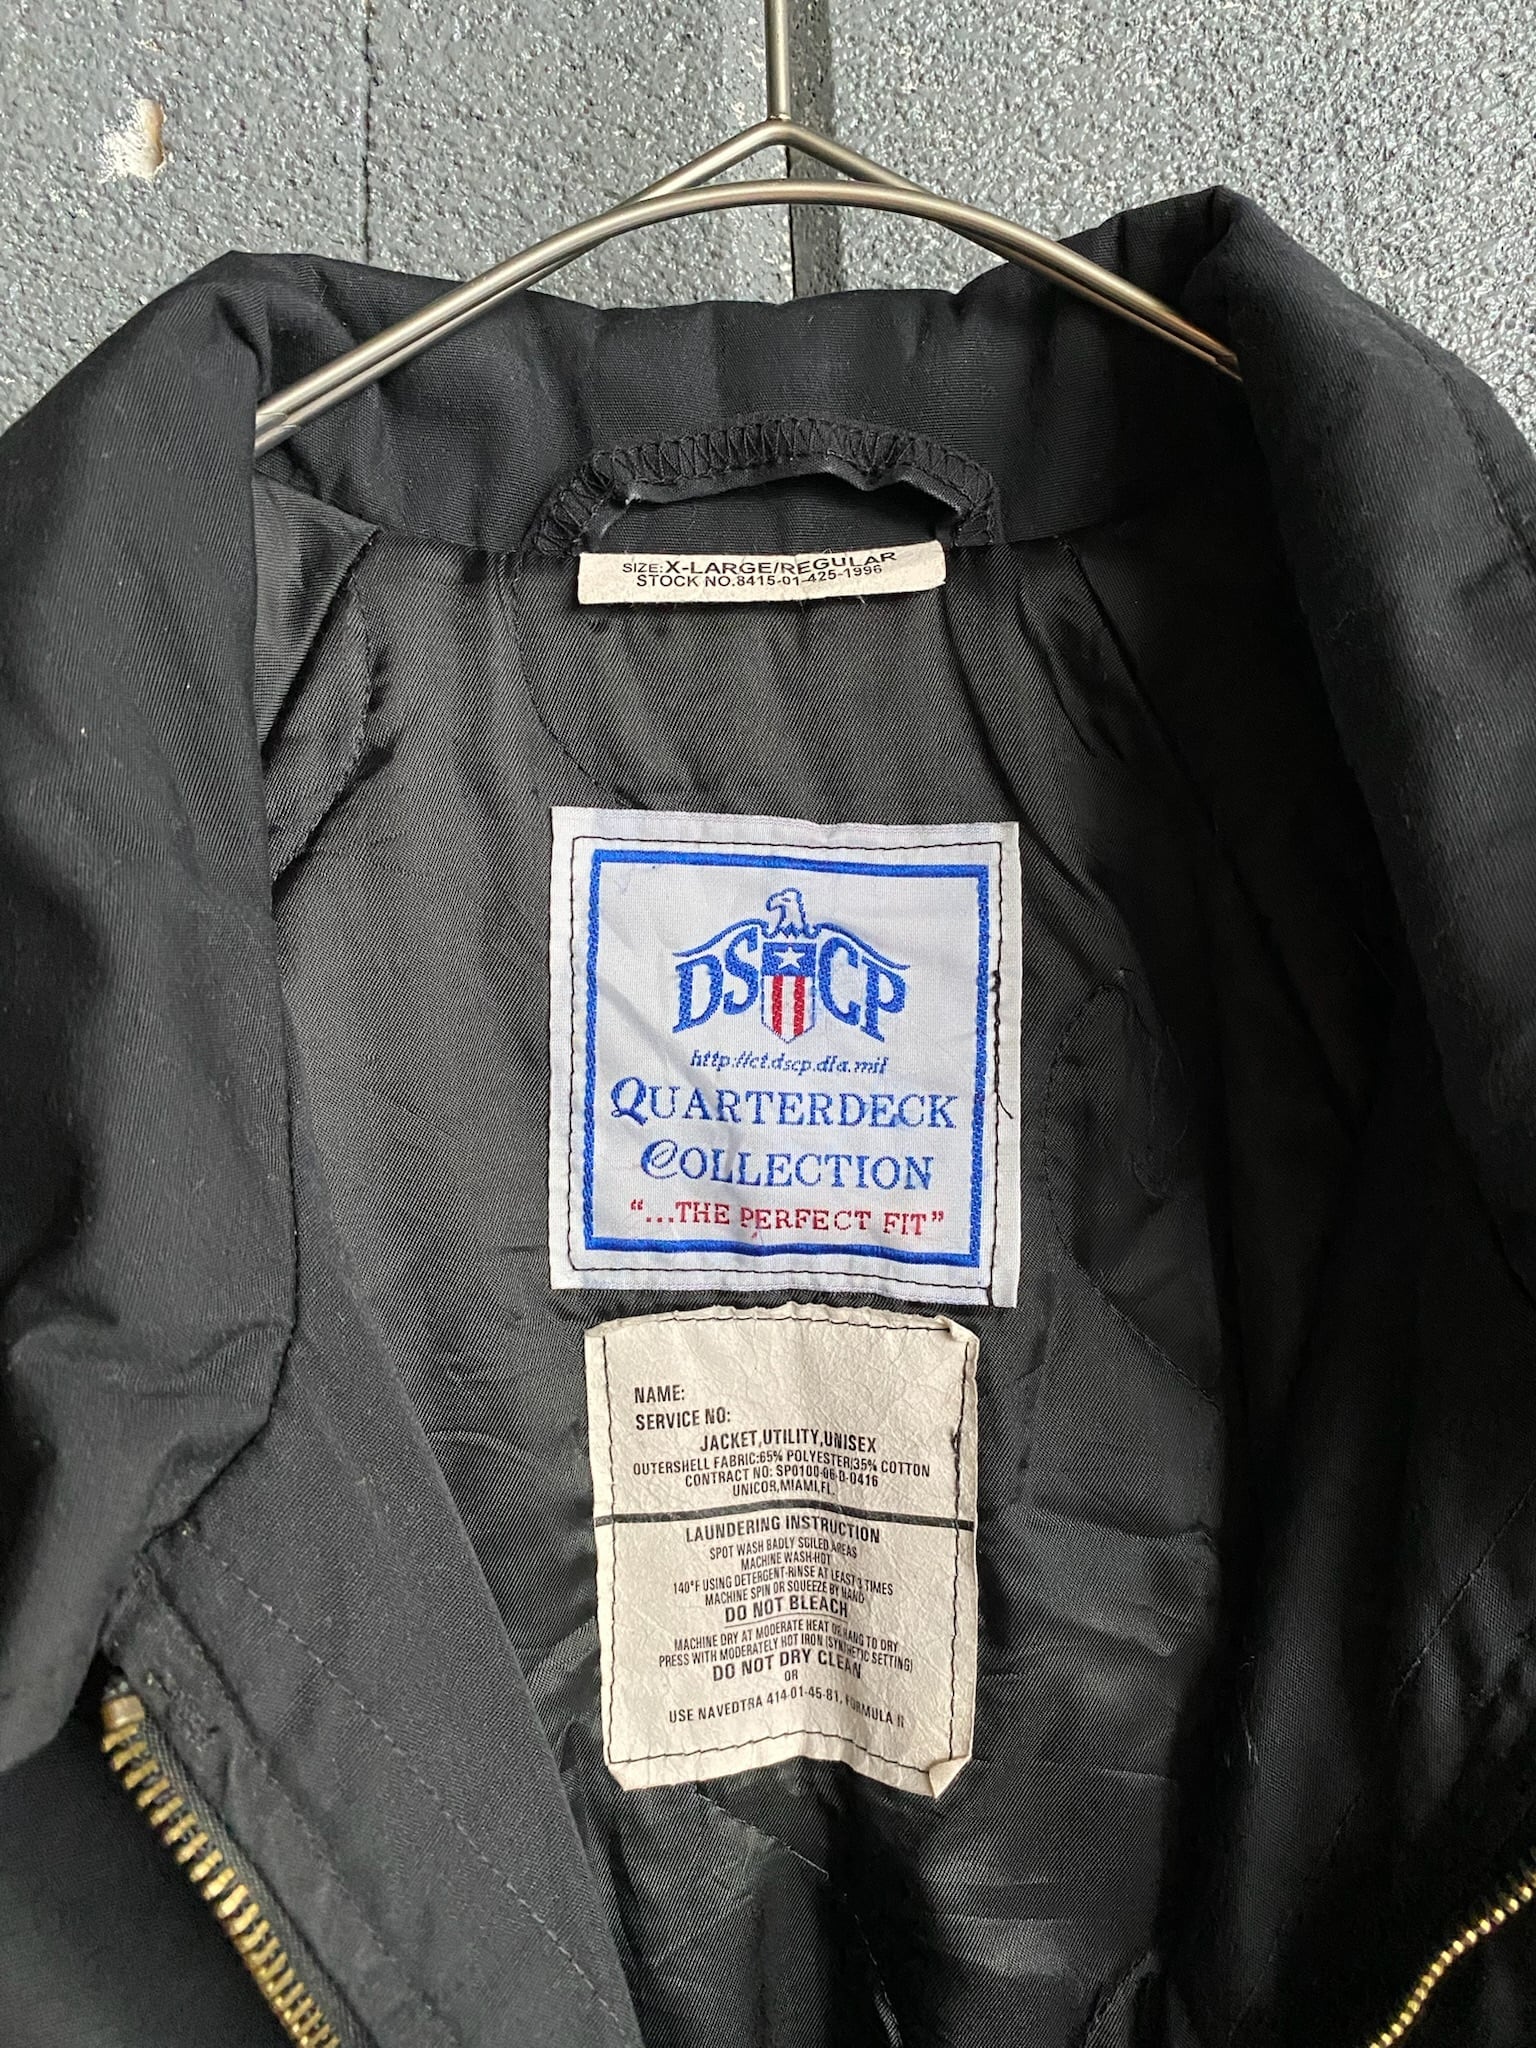 SIZE:X-LARGE/REGULAR
STOCK NO.8415-01-425-1996
DSCP
http://ct.dscp.dla.mil
QUARTERDECK
COLLECTION
"...THE PERFECT FIT"
NAME:
SERVICE NO:
JACKET,UTILITY,UNISEX
OUTERSHELL FABRIC:65% POLYESTER/35% COTTON
CONTRACT NO: SP0100-06-D-0416
UNICOR,MIAMI,FL.
LAUNDERING INSTRUCTION
SPOT WASH BADLY SOILED AREAS
MACHINE WASH-HOT
140°F USING DETERGENT-RINSE AT LEAST 3 TIMES
MACHINE SPIN OR SQUEEZE BY HAND
DO NOT BLEACH
MACHINE DRY AT MODERATE HEAT OR HANG TO DRY
PRESS WITH MODERATELY HOT IRON (SYNTHETIC SETTING)
DO NOT DRY CLEAN
OR
USE NAVEDTRA 414-01-45-81, FORMULA II